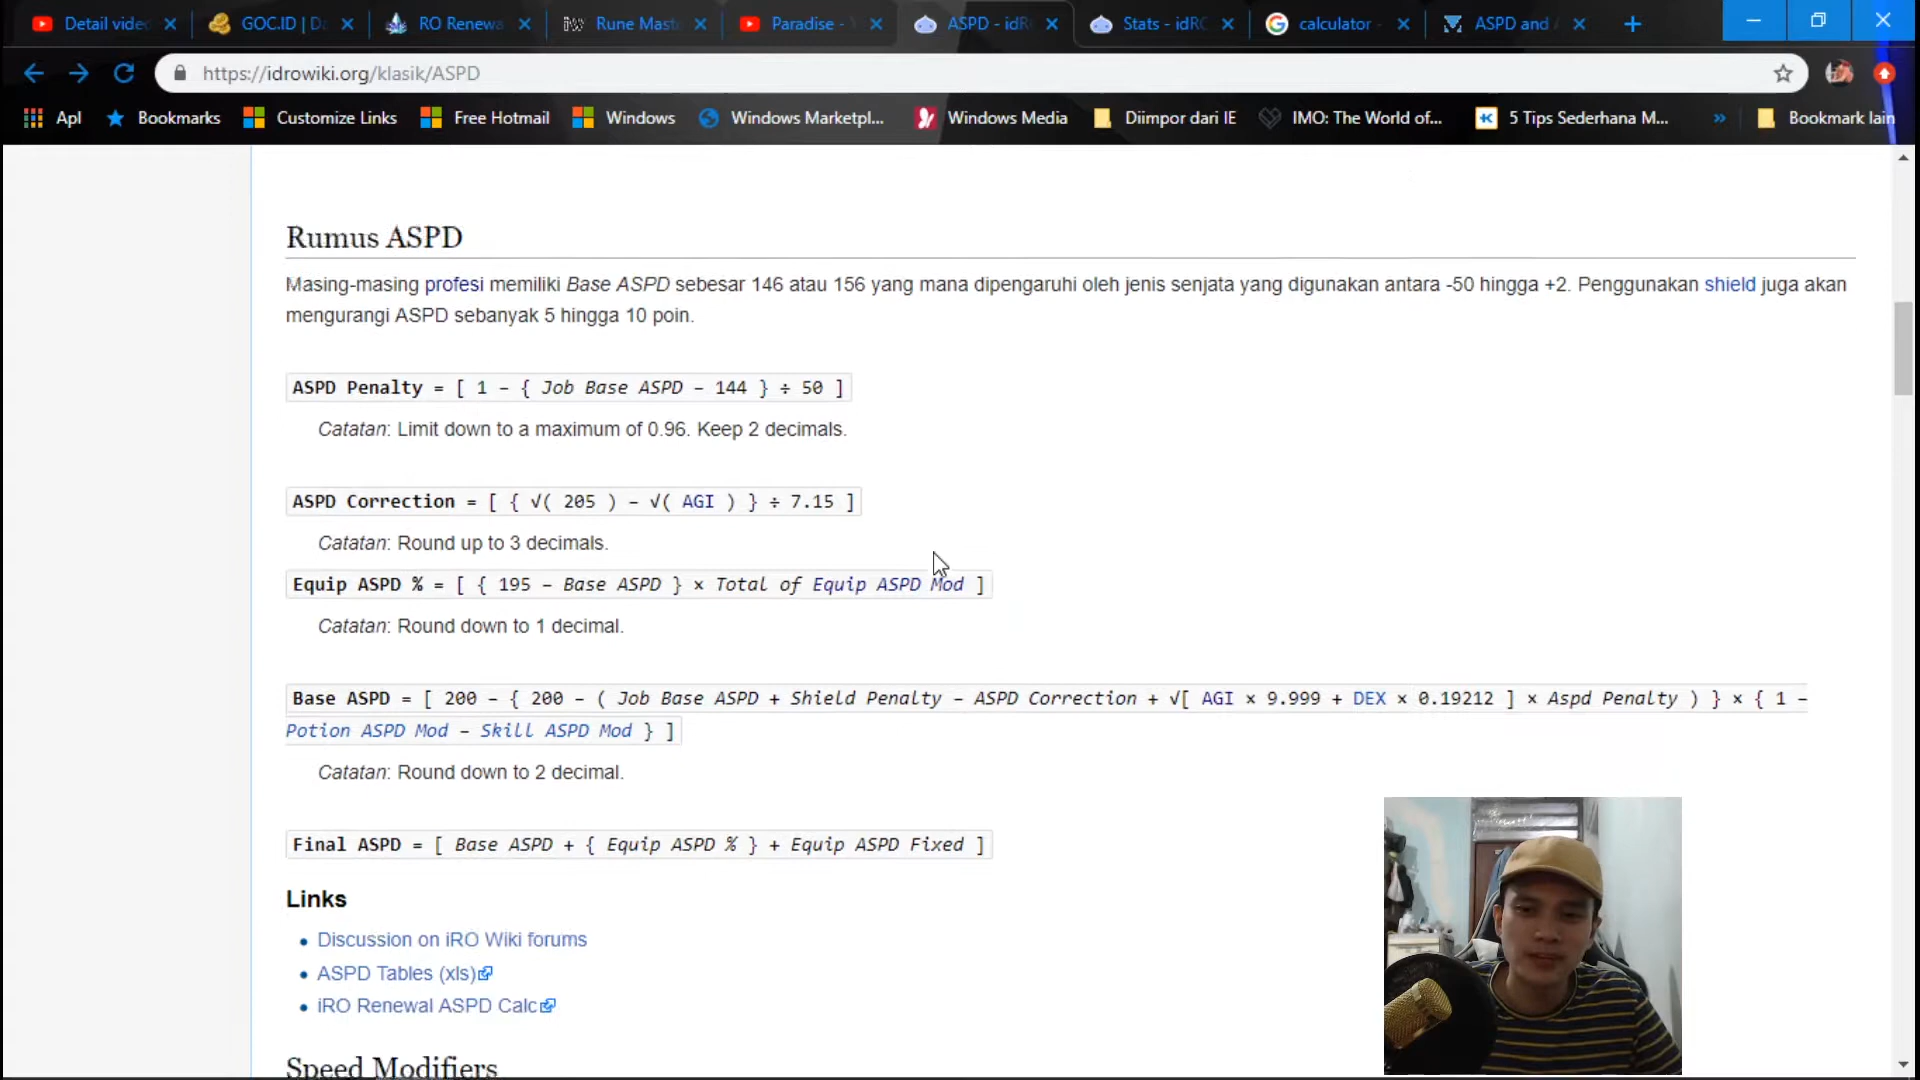 Detail video
GOC.ID | Da
RO Renewa
Rune Mast
Paradise -
ASPD - idR
Stats - idRO
calculator -
ASPD and
https://idrowiki.org/klasik/ASPD
Apl
Bookmarks
Customize Links
Free Hotmail
Windows
Windows Marketpl...
Windows Media
Diimpor dari IE
IMO: The World of...
5 Tips Sederhana M...
»
Bookmark lain
Rumus ASPD
Masing-masing profesi memiliki Base ASPD sebesar 146 atau 156 yang mana dipengaruhi oleh jenis senjata yang digunakan antara -50 hingga +2. Penggunakan shield juga akan
mengurangi ASPD sebanyak 5 hingga 10 poin.
ASPD Penalty = [ 1 – { Job Base ASPD – 144 } ÷ 50 ]
Catatan: Limit down to a maximum of 0.96. Keep 2 decimals.
ASPD Correction = [ { √( 205 ) – √( AGI ) } ÷ 7.15 ]
Catatan: Round up to 3 decimals.
Equip ASPD % = [ { 195 – Base ASPD } × Total of Equip ASPD Mod ]
Catatan: Round down to 1 decimal.
Base ASPD = [ 200 – { 200 – ( Job Base ASPD + Shield Penalty – ASPD Correction + √[ AGI × 9.999 + DEX × 0.19212 ] × Aspd Penalty ) } × { 1 –
Potion ASPD Mod – Skill ASPD Mod } ]
Catatan: Round down to 2 decimal.
Final ASPD = [ Base ASPD + { Equip ASPD % } + Equip ASPD Fixed ]
Links
• Discussion on iRO Wiki forums
• ASPD Tables (xls)
• iRO Renewal ASPD Calc
Speed Modifiers